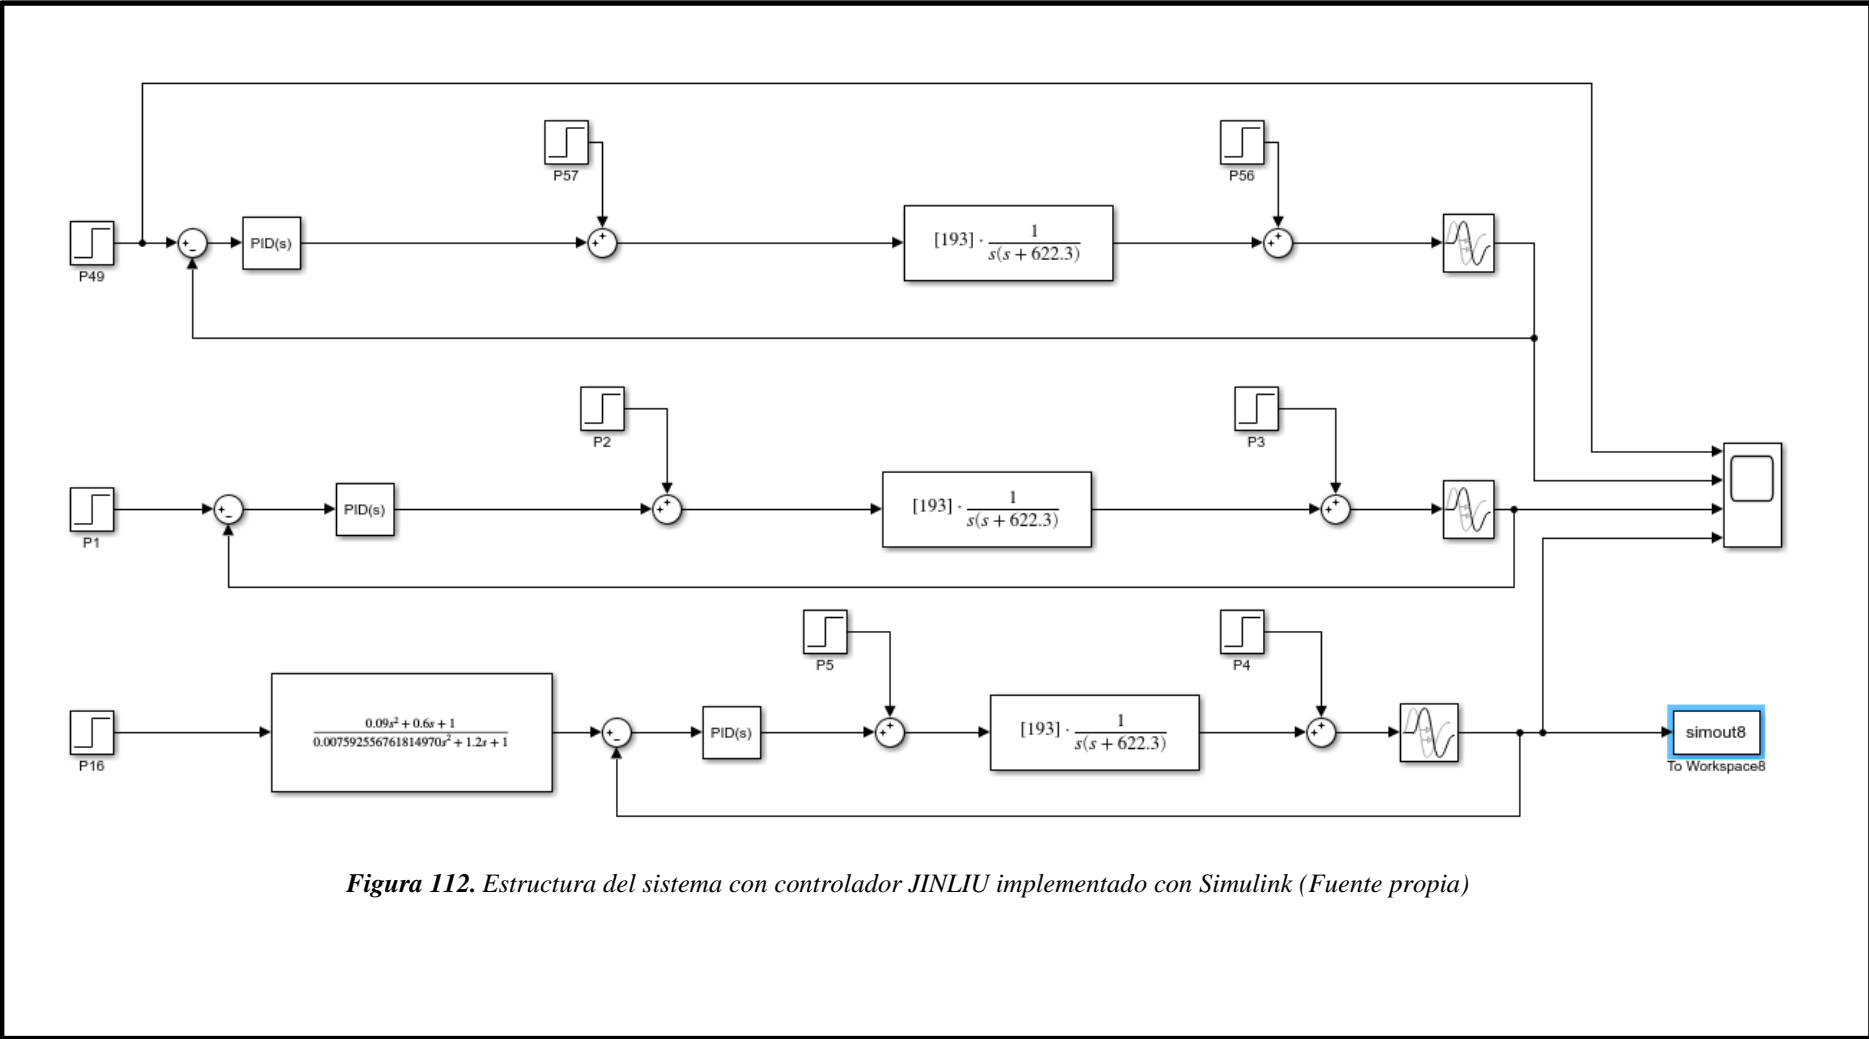 P57
P56
P49
PID(s)
[193] · 1 / s(s + 622.3)
P2
P3
P1
PID(s)
[193] · 1 / s(s + 622.3)
P5
P4
P16
0.09s² + 0.6s + 1
0.007592556761814970s² + 1.2s + 1
PID(s)
[193] · 1 / s(s + 622.3)
simout8
To Workspace8
Figura 112. Estructura del sistema con controlador JINLIU implementado con Simulink (Fuente propia)